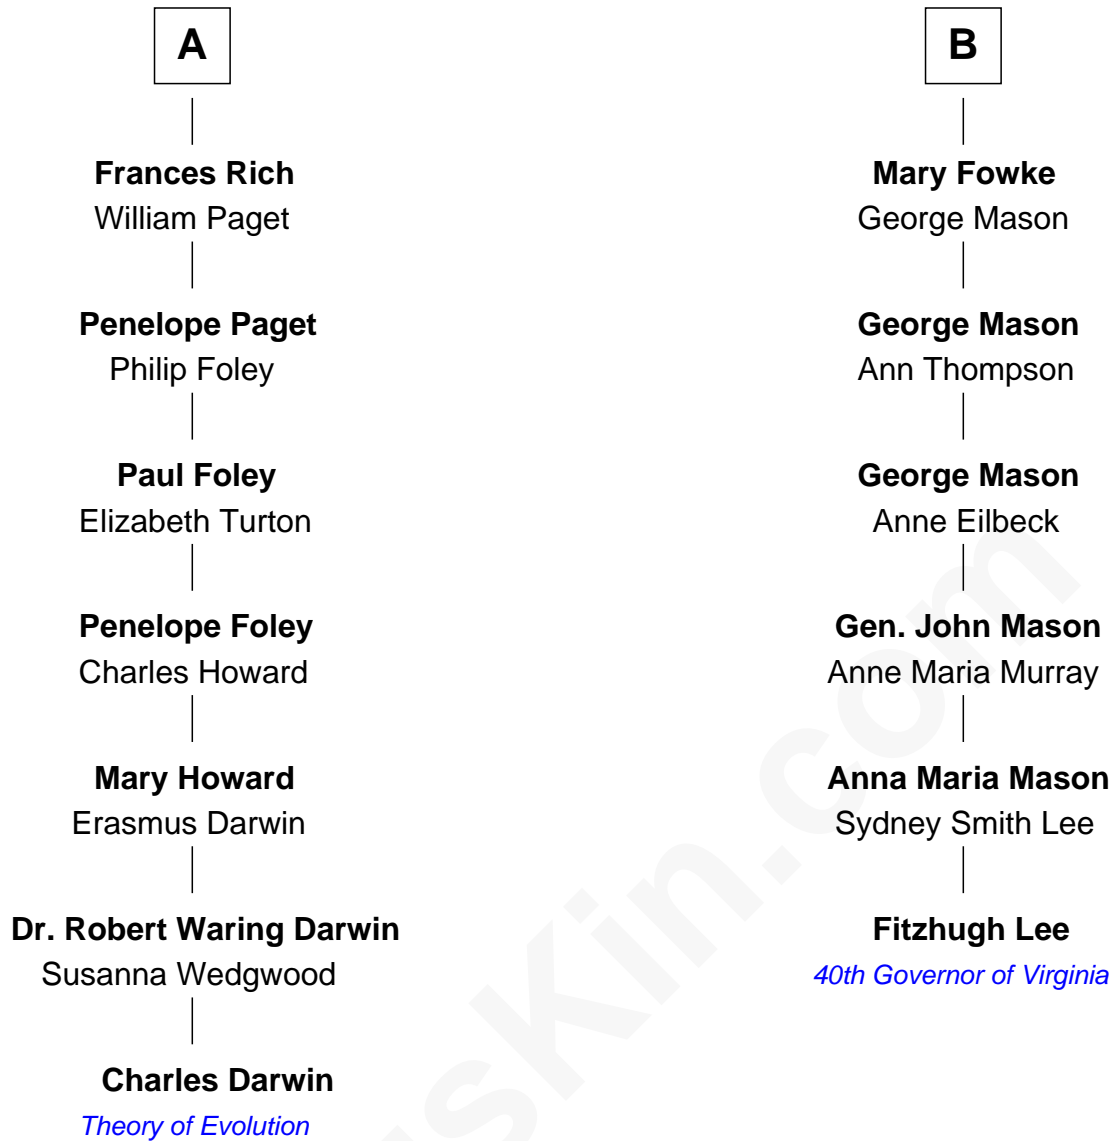 A
Frances Rich
William Paget
Penelope Paget
Philip Foley
Paul Foley
Elizabeth Turton
Penelope Foley
Charles Howard
Mary Howard
Erasmus Darwin
Dr. Robert Waring Darwin
Susanna Wedgwood
Charles Darwin
Theory of Evolution
B
Mary Fowke
George Mason
George Mason
Ann Thompson
George Mason
Anne Eilbeck
Gen. John Mason
Anne Maria Murray
Anna Maria Mason
Sydney Smith Lee
Fitzhugh Lee
40th Governor of Virginia